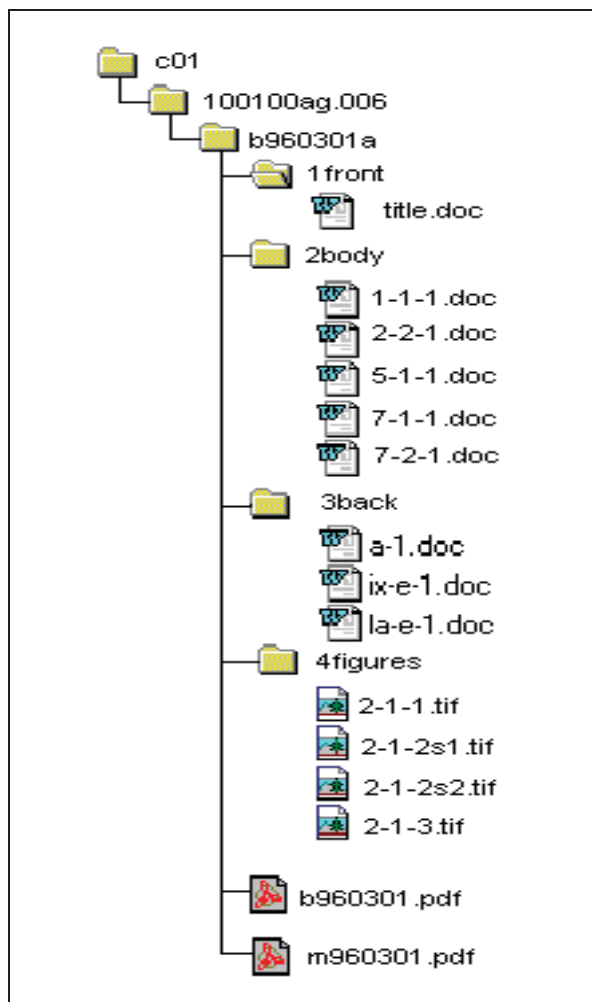 c01
100100ag.006
b960301a
1front
title.doc
2body
1-1-1.doc
2-2-1.doc
5-1-1.doc
7-1-1.doc
7-2-1.doc
3back
a-1.doc
ix-e-1.doc
la-e-1.doc
4figures
2-1-1.tif
2-1-2s1.tif
2-1-2s2.tif
2-1-3.tif
b960301.pdf
m960301.pdf